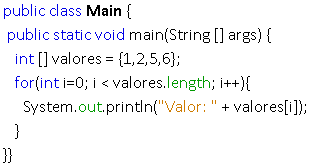 public class Main {
public static void main(String [] args) {
int [] valores = {1,2,5,6};
for(int i=0; i < valores.length; i++){
System.out.println("Valor: " + valores[i]);
}
}}